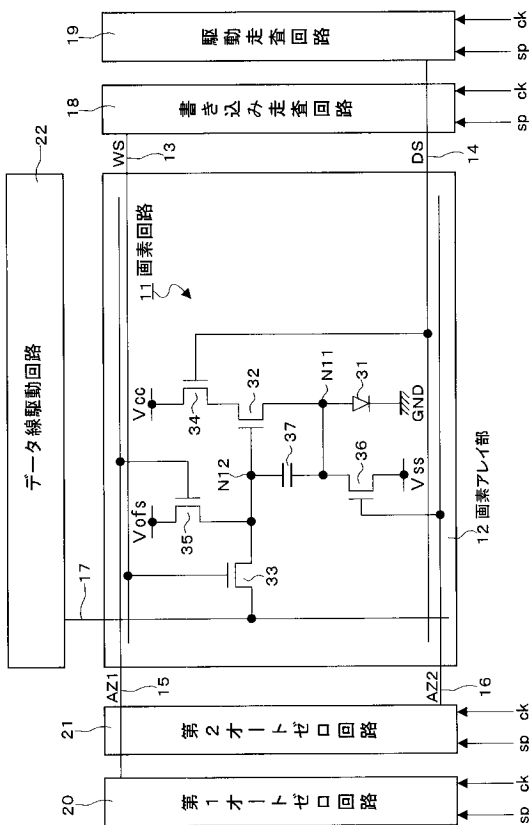 22
データ線駆動回路
17
19
駆動走査回路
ck
sp
18
書き込み走査回路
ck
sp
WS
13
DS
14
11 画素回路
Vcc
34
32
Vofs
35
N12
37
N11
31
GND
33
36
Vss
12 画素アレイ部
AZ1
15
AZ2
16
21
第2オートゼロ回路
ck
sp
20
第1オートゼロ回路
ck
sp